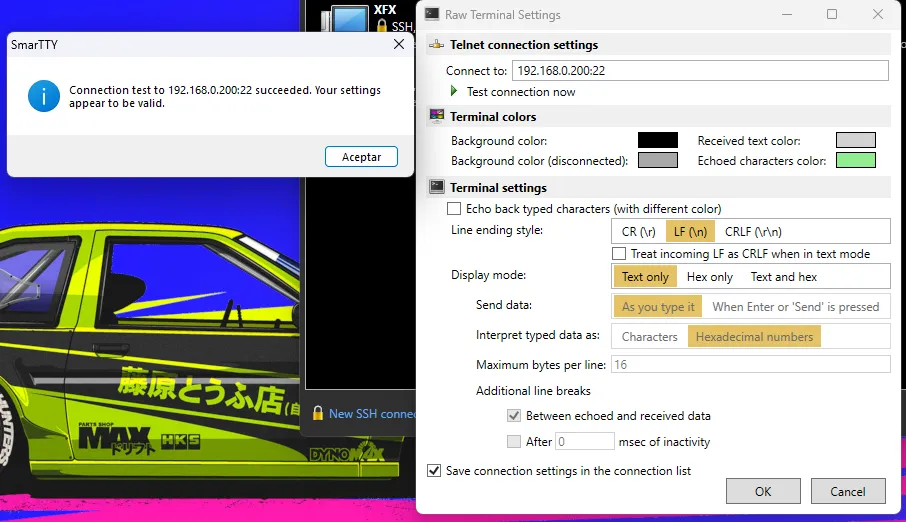 XFX
SSH,
SmarTTY
Connection test to 192.168.0.200:22 succeeded. Your settings
appear to be valid.
Aceptar
Raw Terminal Settings
Telnet connection settings
Connect to: 192.168.0.200:22
Test connection now
Terminal colors
Background color: Received text color:
Background color (disconnected): Echoed characters color:
Terminal settings
Echo back typed characters (with different color)
Line ending style: CR (\r) LF (\n) CRLF (\r\n)
Treat incoming LF as CRLF when in text mode
Display mode: Text only Hex only Text and hex
Send data: As you type it When Enter or 'Send' is pressed
Interpret typed data as: Characters Hexadecimal numbers
Maximum bytes per line: 16
Additional line breaks
Between echoed and received data
After 0 msec of inactivity
Save connection settings in the connection list
OK Cancel
New SSH connec
藤原とうふ店(自
PARTS SHOP
MAX
ドリフト
HKS
DYNOMAX
HUNTERS